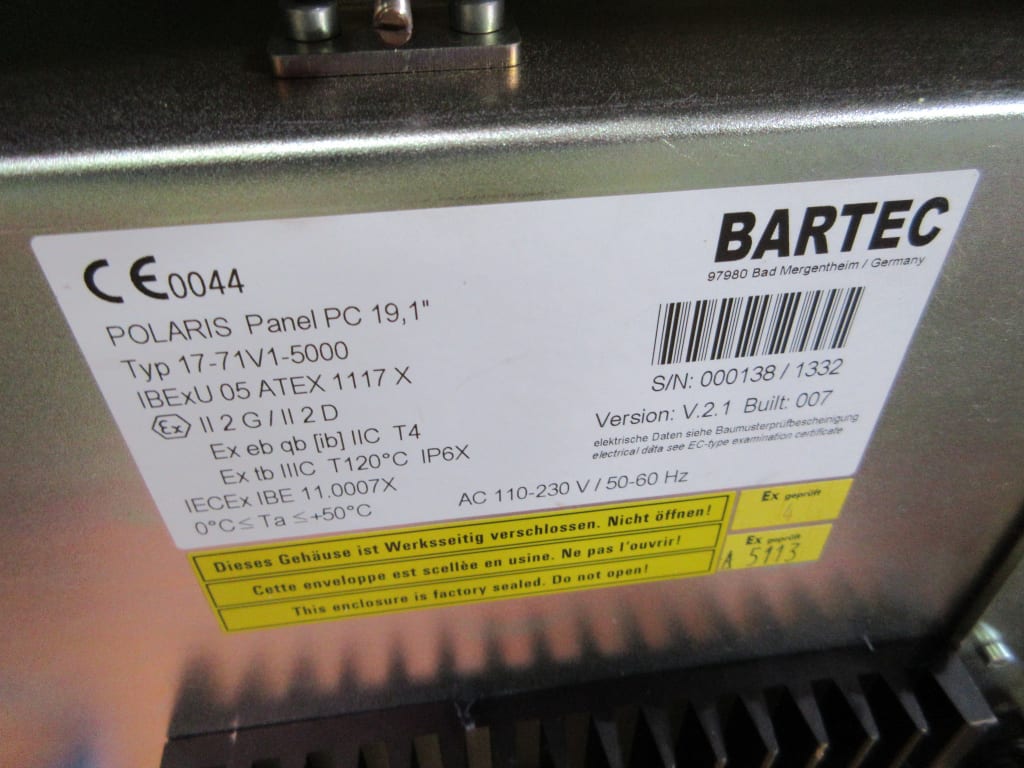 CE0044
POLARIS Panel PC 19,1"
Typ 17-71V1-5000
IBExU 05 ATEX 1117 X
Ex II 2 G / II 2 D
Ex eb qb [ib] IIC T4
Ex tb IIIC T120°C IP6X
IECEx IBE 11.0007X
0°C ≤ Ta ≤ +50°C
AC 110-230 V / 50-60 Hz
BARTEC
97980 Bad Mergentheim / Germany
S/N: 000138 / 1332
Version: V.2.1 Built: 007
elektrische Daten siehe Baumusterprüfbescheinigung
electrical data see EC-type examination certificate
Dieses Gehäuse ist Werksseitig verschlossen. Nicht öffnen!
Cette enveloppe est scellèe en usine. Ne pas l'ouvrir!
This enclosure is factory sealed. Do not open!
Ex geprüft
4
Ex geprüft
A 5113